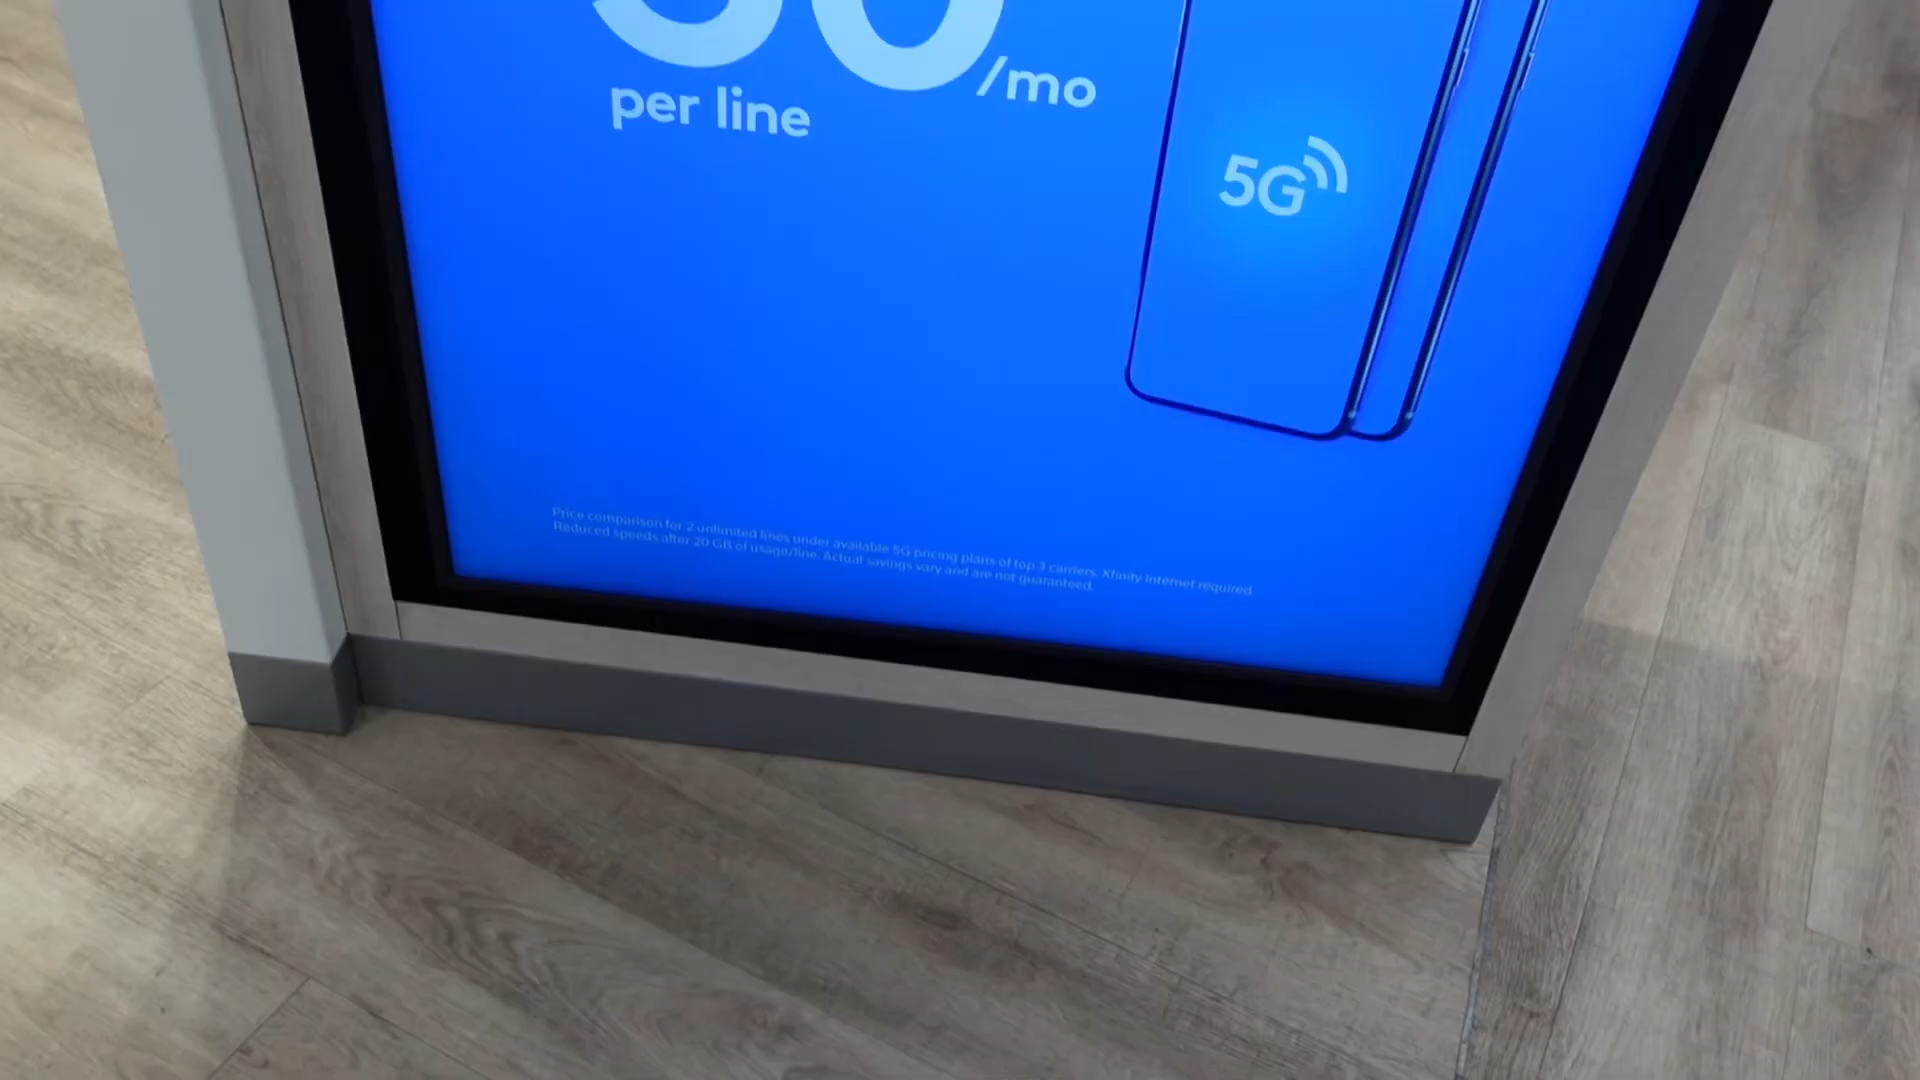 /mo
per line
5G
Price comparison for 2 unlimited lines under available 5G pricing plans of top 3 carriers. Xfinity Internet required.
Reduced speeds after 20 GB of usage/line. Actual savings vary and are not guaranteed.